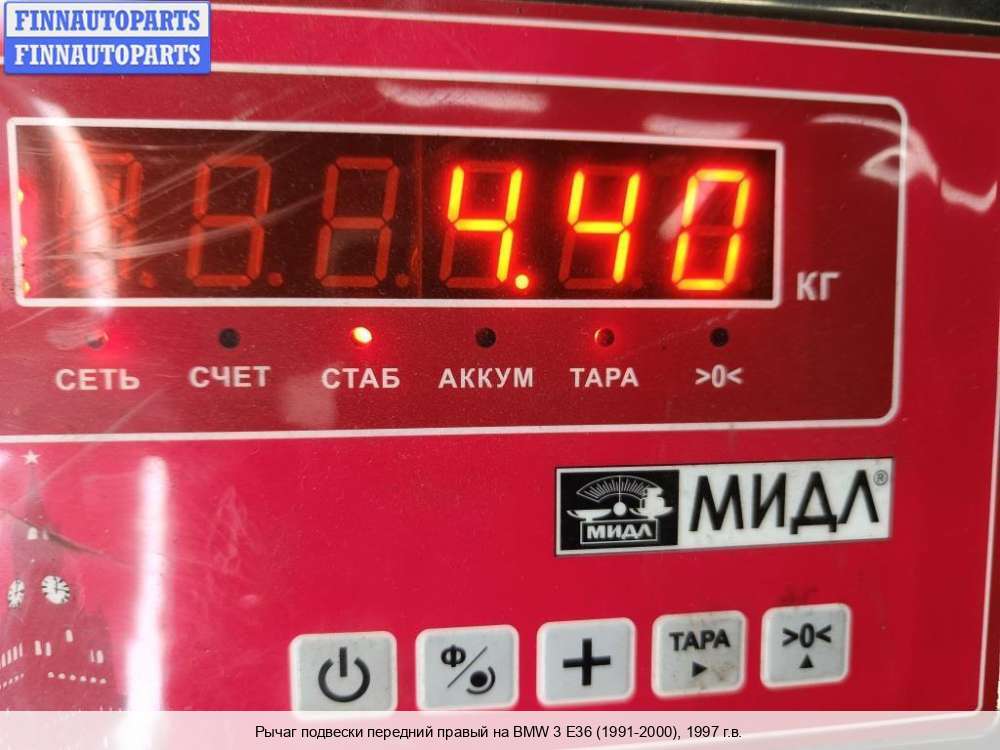 FINNAUTOPARTS
FINNAUTOPARTS
4.40
КГ
СЕТЬ СЧЕТ СТАБ АККУМ ТАРА >0<
МИДЛ МИДЛ®
Ф ТАРА >0<
Рычаг подвески передний правый на BMW 3 E36 (1991-2000), 1997 г.в.